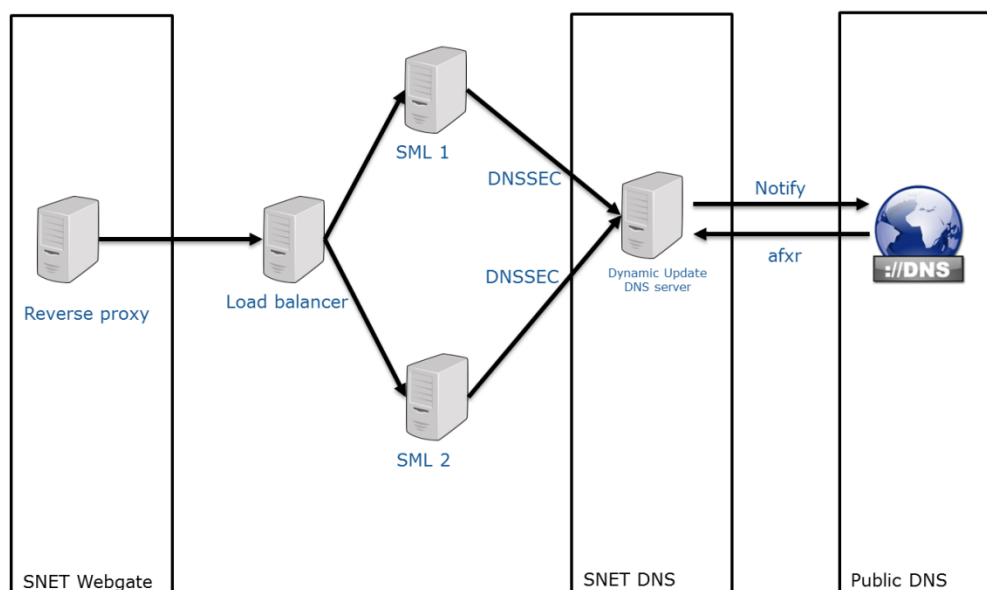 SML 1
DNSSEC
Notify
afxr
://DNS
Reverse proxy
Load balancer
DNSSEC
Dynamic Update
DNS server
SML 2
SNET Webgate
SNET DNS
Public DNS